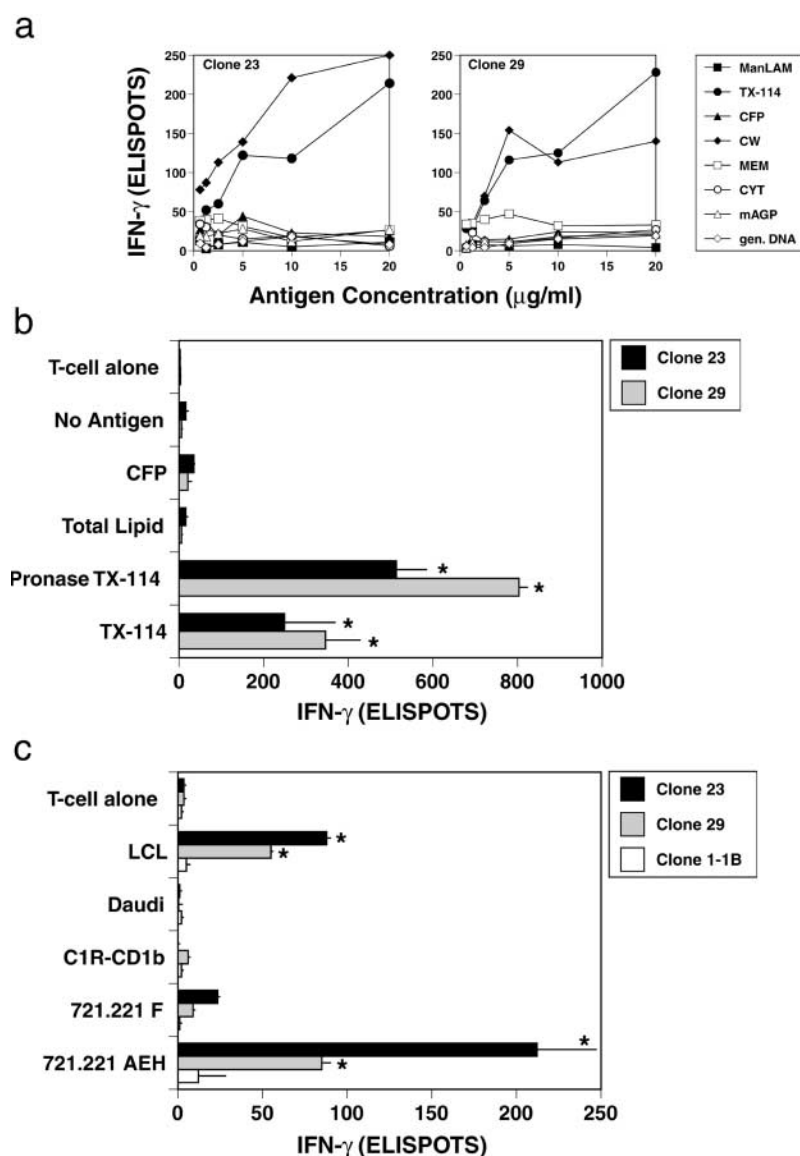 a
IFN-γ (ELISPOTS)
250
200
150
100
50
0
Clone 23
0 5 10 15 20
250
200
150
100
50
0
Clone 29
0 5 10 15 20
Antigen Concentration (μg/ml)
ManLAM
TX-114
CFP
CW
MEM
CYT
mAGP
gen. DNA
b
T-cell alone
No Antigen
CFP
Total Lipid
Pronase TX-114
*
*
TX-114
*
*
0 200 400 600 800 1000
IFN-γ (ELISPOTS)
Clone 23
Clone 29
c
T-cell alone
LCL
*
*
Daudi
C1R-CD1b
721.221 F
721.221 AEH
*
*
0 50 100 150 200 250
IFN-γ (ELISPOTS)
Clone 23
Clone 29
Clone 1-1B